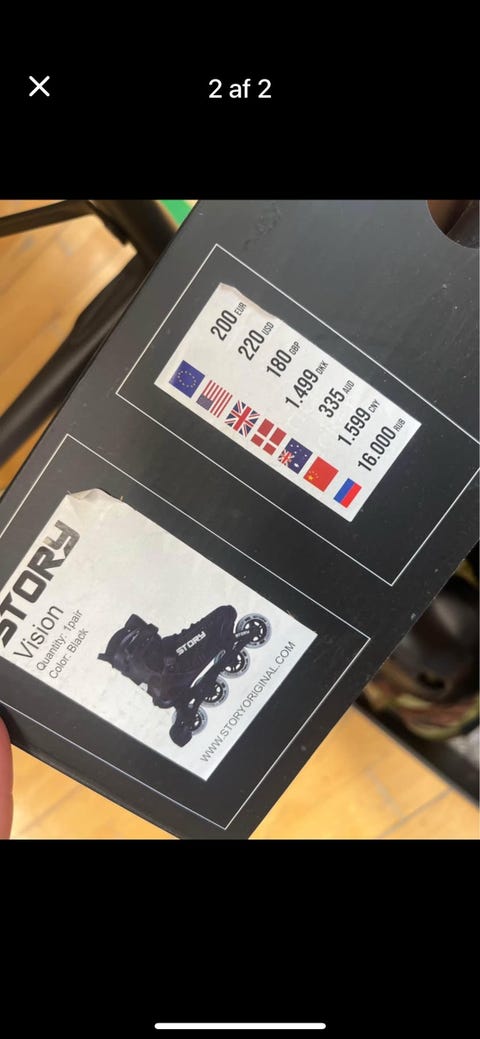 2 af 2
200 EUR
220 USD
180 GBP
1.499 DKK
335 AUD
1.599 CNY
16.000 RUB
STORY
Vision
Quantity: 1pair
Color: Black
STORY
STORY
WWW.STORYORIGINAL.COM